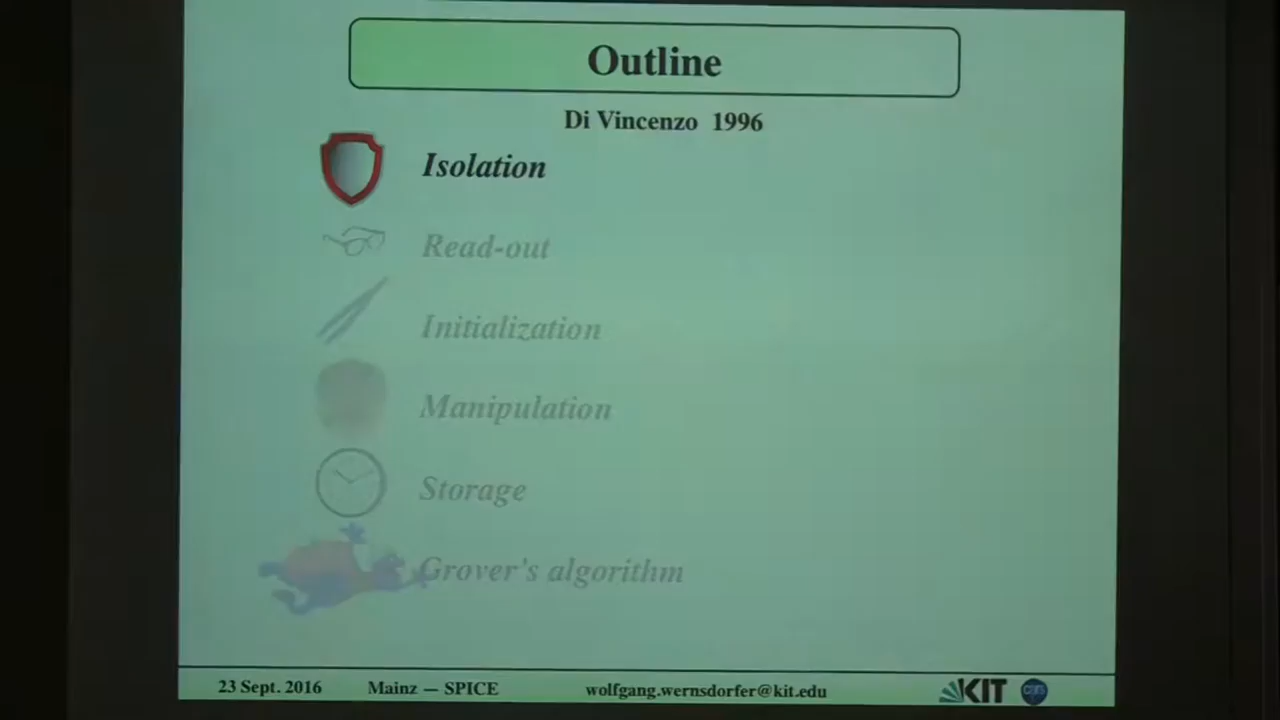 Outline
Di Vincenzo 1996
Isolation
Read-out
Initialization
Manipulation
Storage
Grover's algorithm
23 Sept. 2016
Mainz – SPICE
wolfgang.wernsdorfer@kit.edu
KIT